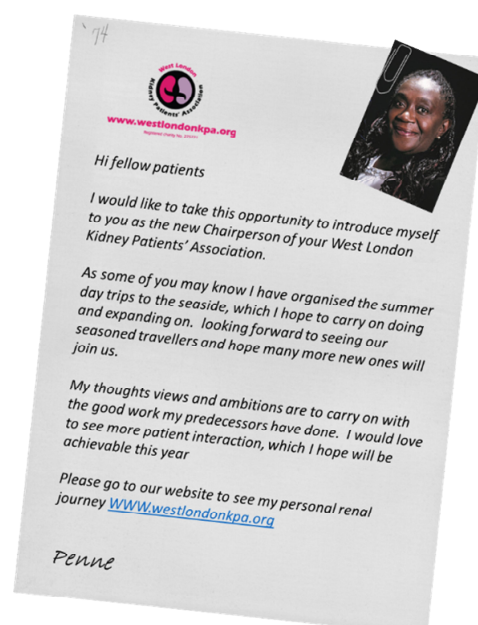 74
West London
Kidney Patients' Association
www.westlondonkpa.org
Hi fellow patients
I would like to take this opportunity to introduce myself
to you as the new Chairperson of your West London
Kidney Patients' Association.
As some of you may know I have organised the summer
day trips to the seaside, which I hope to carry on doing
and expanding on. looking forward to seeing our
seasoned travellers and hope many more new ones will
join us.
My thoughts views and ambitions are to carry on with
the good work my predecessors have done. I would love
to see more patient interaction, which I hope will be
achievable this year
Please go to our website to see my personal renal
journey WWW.westlondonkpa.org
Penne